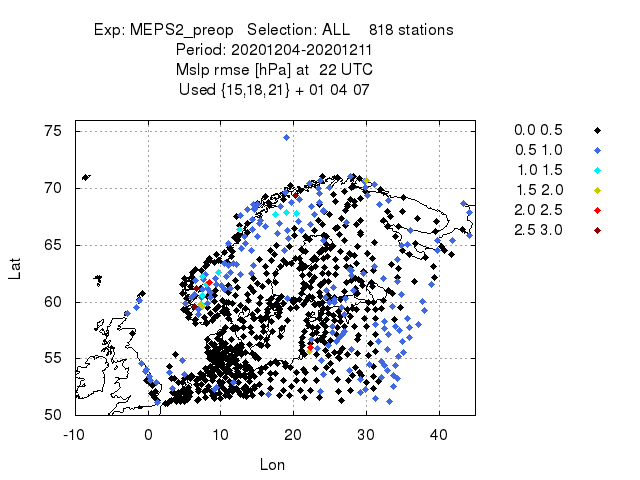 Exp: MEPS2_preop Selection: ALL 818 stations
Period: 20201204-20201211
Mslp rmse [hPa] at 22 UTC
Used {15,18,21} + 01 04 07
0.0 0.5
0.5 1.0
1.0 1.5
1.5 2.0
2.0 2.5
2.5 3.0
75
70
65
60
55
50
Lat
-10 0 10 20 30 40
Lon